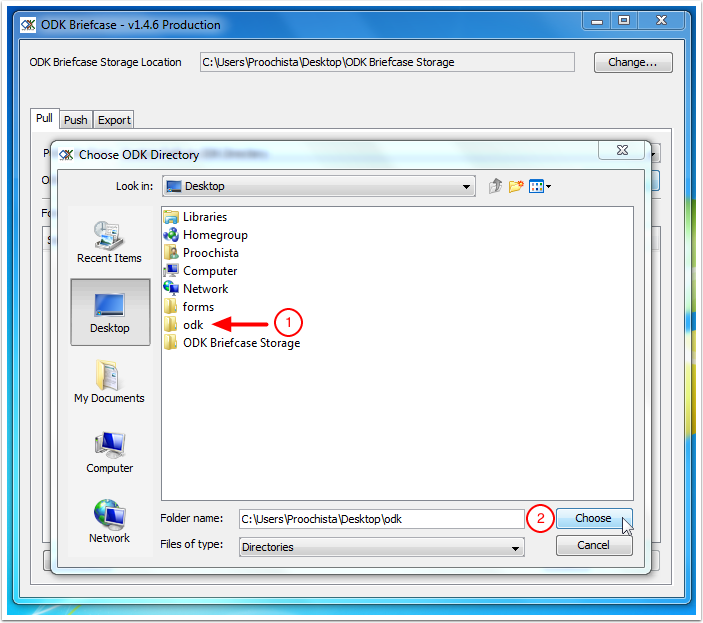 ODK Briefcase - v1.4.6 Production
ODK Briefcase Storage Location
C:\Users\Proochista\Desktop\ODK Briefcase Storage
Change...
Pull
Push
Export
Choose ODK Directory
Look in:
Desktop
Recent Items
Desktop
My Documents
Computer
Network
Libraries
Homegroup
Proochista
Computer
Network
forms
odk
1
ODK Briefcase Storage
Folder name:
C:\Users\Proochista\Desktop\odk
2
Choose
Files of type:
Directories
Cancel